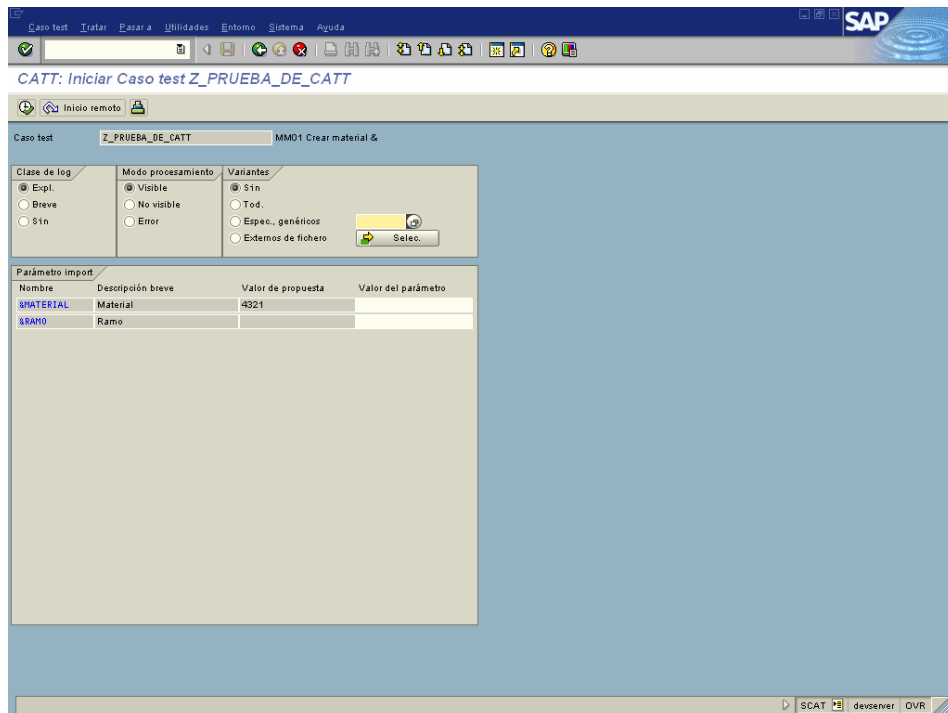 Caso test Tratar Pasar a Utilidades Entorno Sistema Ayuda
SAP
CATT: Iniciar Caso test Z_PRUEBA_DE_CATT
Inicio remoto
Caso test Z_PRUEBA_DE_CATT MM01 Crear material &
Clase de log Modo procesamiento Variantes
Expl. Visible Sin
Breve No visible Tod.
Sin Error Espec., genéricos
Externos de fichero Selec.
Parámetro import
Nombre Descripción breve Valor de propuesta Valor del parámetro
&MATERIAL Material 4321
&RAMO Ramo
SCAT devserver OVR